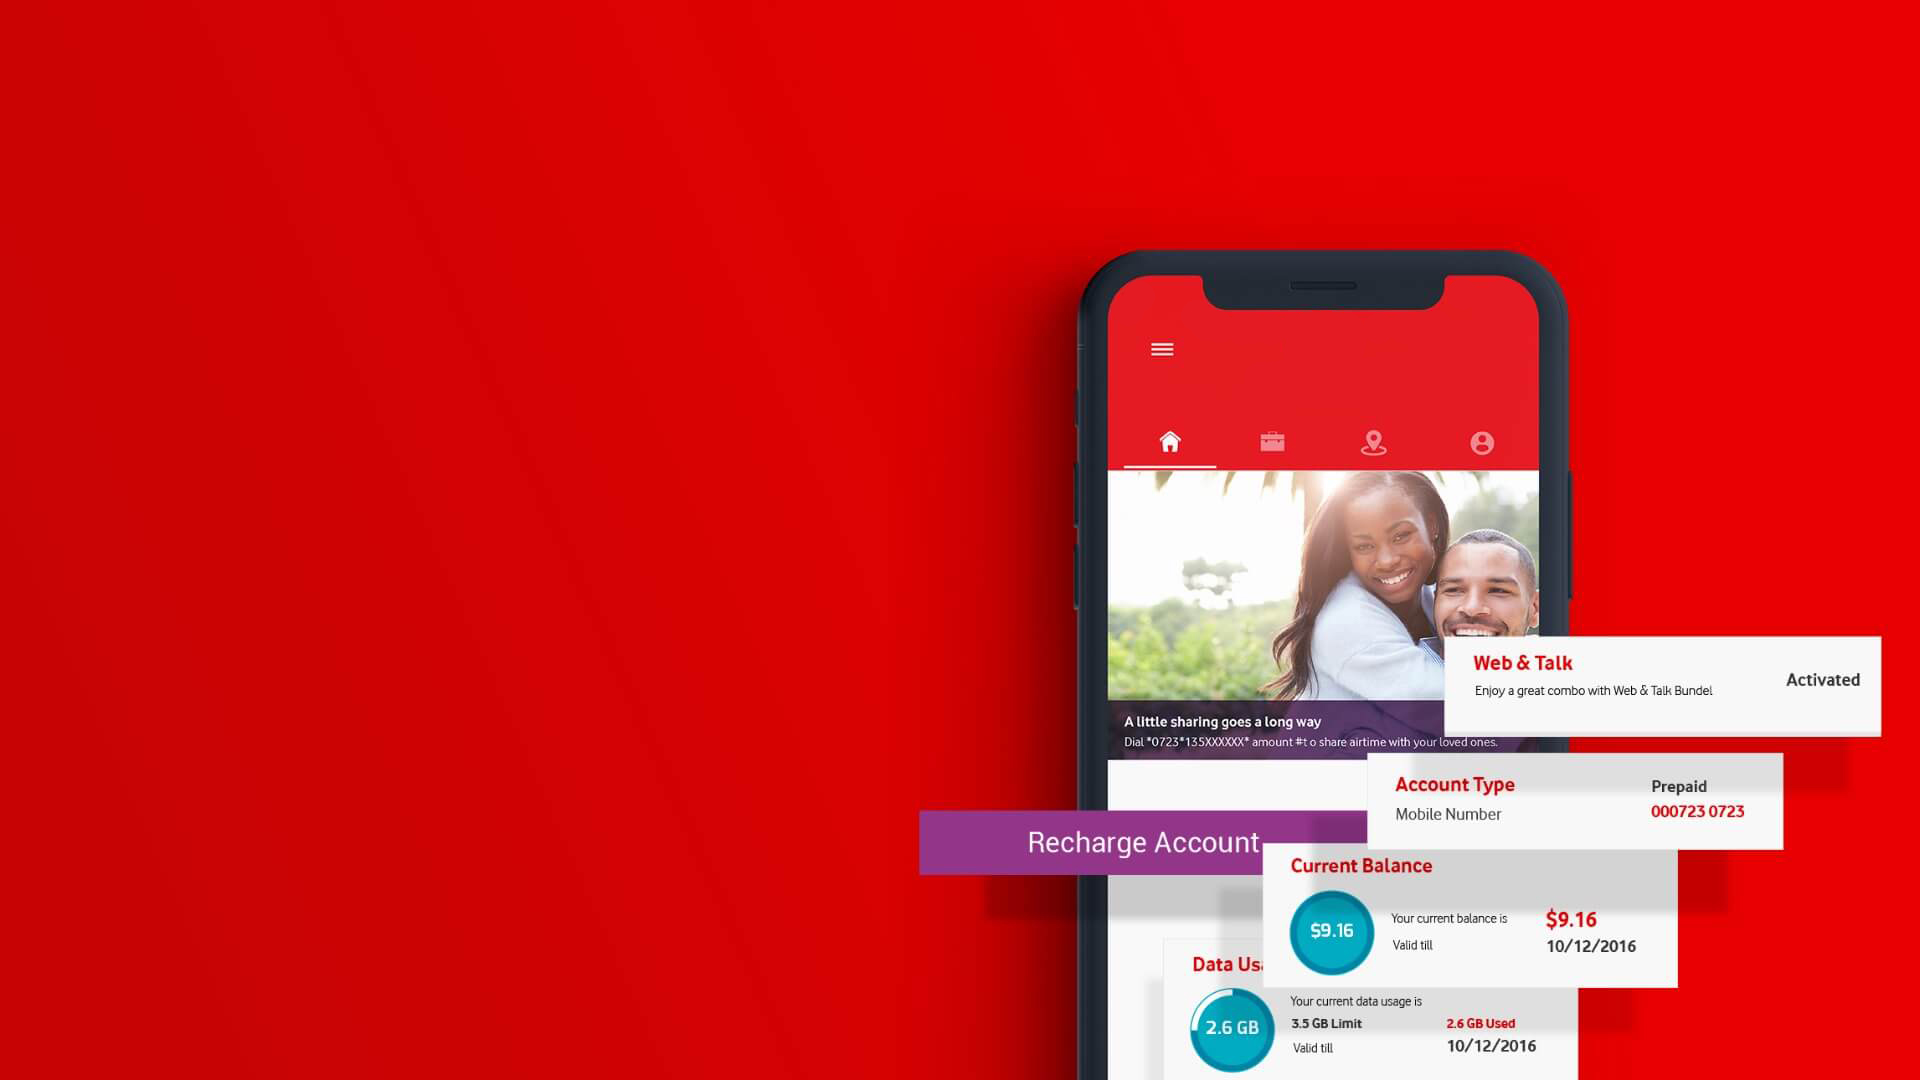 Web & Talk
Enjoy a great combo with Web & Talk Bundel
Activated
A little sharing goes a long way
Dial *0723*135XXXXXX* amount #t o share airtime with your loved ones.
Account Type
Prepaid
Mobile Number
000723 0723
Recharge Account
Current Balance
$9.16
Your current balance is
$9.16
Valid till
10/12/2016
Data Usa
2.6 GB
Your current data usage is
3.5 GB Limit
2.6 GB Used
Valid till
10/12/2016